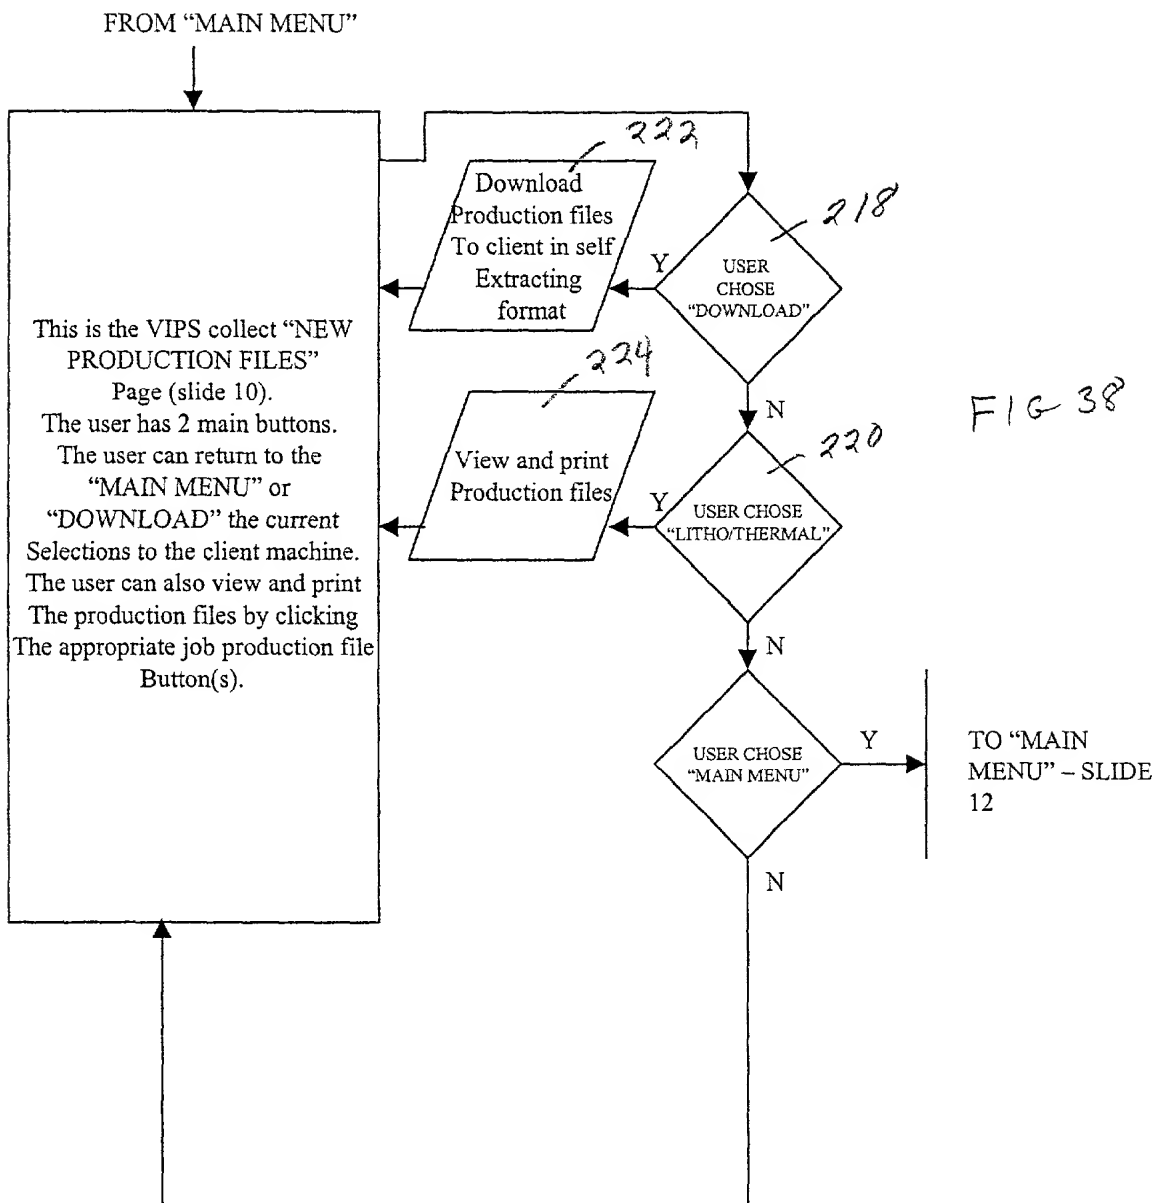 FROM “MAIN MENU”
This is the VIPS collect “NEW
PRODUCTION FILES”
Page (slide 10).
The user has 2 main buttons.
The user can return to the
“MAIN MENU” or
“DOWNLOAD” the current
Selections to the client machine.
The user can also view and print
The production files by clicking
The appropriate job production file
Button(s).
222
Download
Production files
To client in self
Extracting
format
Y
218
USER
CHOSE
“DOWNLOAD”
N
224
View and print
Production files
Y
220
USER CHOSE
“LITHO/THERMAL”
N
USER CHOSE
“MAIN MENU”
Y
TO “MAIN
MENU” – SLIDE
12
N
FIG 38